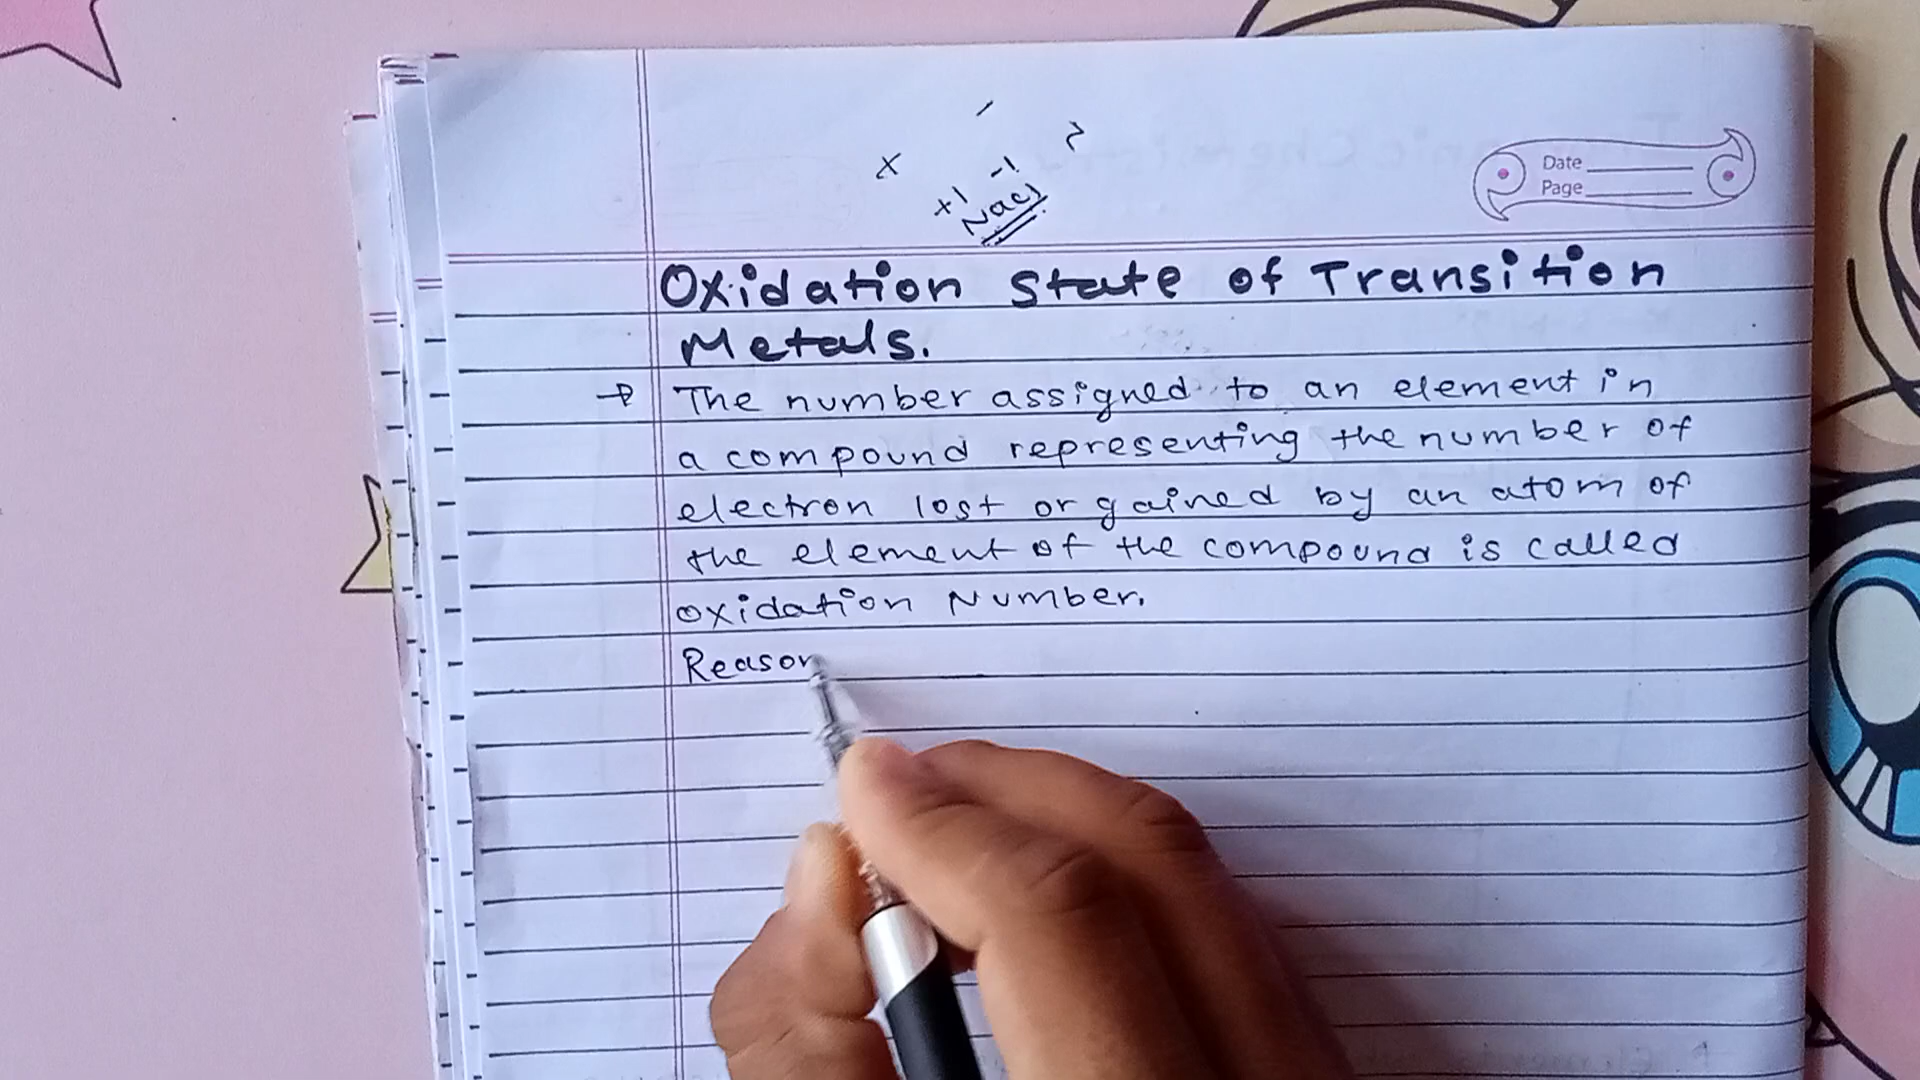 x
-1
+1
NaCl
Date
Page
Oxidation State of Transition
Metals.
The number assigned to an element in
a compound representing the number of
electron lost or gained by an atom of
the element of the compound is called
oxidation Number.
Reason